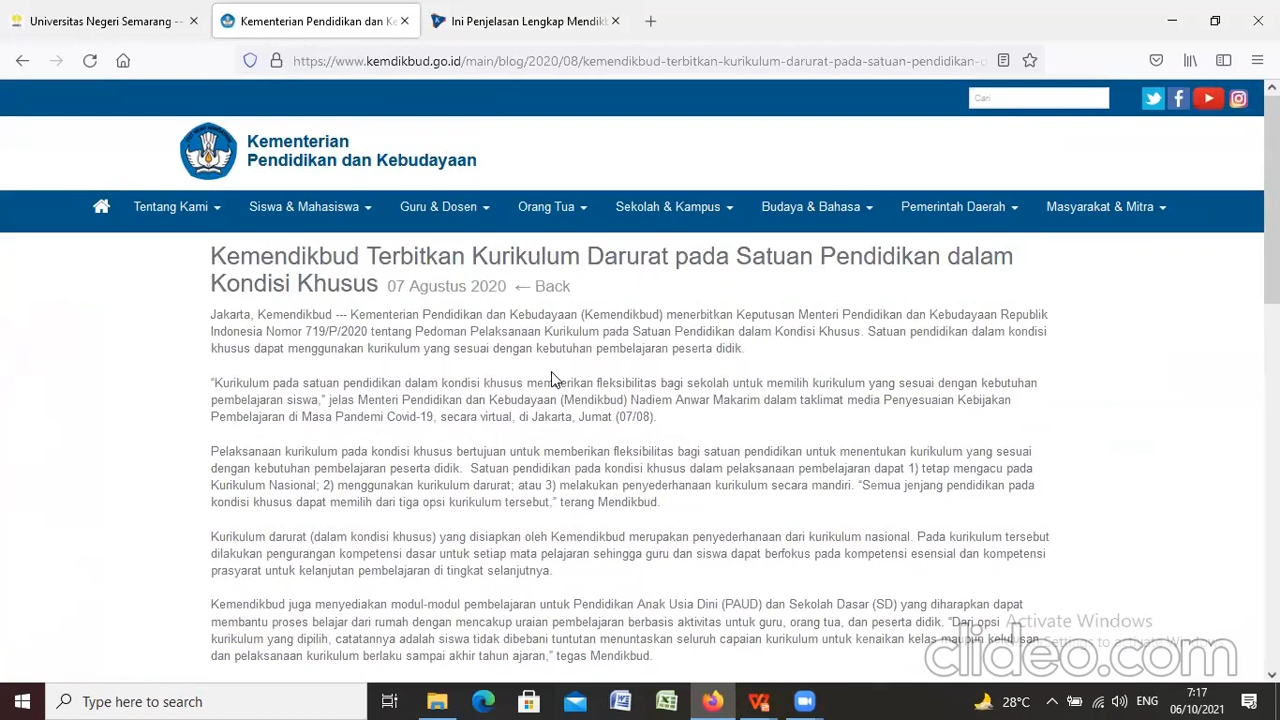 Universitas Negeri Semarang --
Kementerian Pendidikan dan Ke
Ini Penjelasan Lengkap Mendikb
https://www.kemdikbud.go.id/main/blog/2020/08/kemendikbud-terbitkan-kurikulum-darurat-pada-satuan-pendidikan-
Cari
Kementerian
Pendidikan dan Kebudayaan
Tentang Kami
Siswa & Mahasiswa
Guru & Dosen
Orang Tua
Sekolah & Kampus
Budaya & Bahasa
Pemerintah Daerah
Masyarakat & Mitra
Kemendikbud Terbitkan Kurikulum Darurat pada Satuan Pendidikan dalam
Kondisi Khusus 07 Agustus 2020 ← Back
Jakarta, Kemendikbud --- Kementerian Pendidikan dan Kebudayaan (Kemendikbud) menerbitkan Keputusan Menteri Pendidikan dan Kebudayaan Republik
Indonesia Nomor 719/P/2020 tentang Pedoman Pelaksanaan Kurikulum pada Satuan Pendidikan dalam Kondisi Khusus. Satuan pendidikan dalam kondisi
khusus dapat menggunakan kurikulum yang sesuai dengan kebutuhan pembelajaran peserta didik.
“Kurikulum pada satuan pendidikan dalam kondisi khusus memberikan fleksibilitas bagi sekolah untuk memilih kurikulum yang sesuai dengan kebutuhan
pembelajaran siswa,” jelas Menteri Pendidikan dan Kebudayaan (Mendikbud) Nadiem Anwar Makarim dalam taklimat media Penyesuaian Kebijakan
Pembelajaran di Masa Pandemi Covid-19, secara virtual, di Jakarta, Jumat (07/08).
Pelaksanaan kurikulum pada kondisi khusus bertujuan untuk memberikan fleksibilitas bagi satuan pendidikan untuk menentukan kurikulum yang sesuai
dengan kebutuhan pembelajaran peserta didik. Satuan pendidikan pada kondisi khusus dalam pelaksanaan pembelajaran dapat 1) tetap mengacu pada
Kurikulum Nasional; 2) menggunakan kurikulum darurat; atau 3) melakukan penyederhanaan kurikulum secara mandiri. “Semua jenjang pendidikan pada
kondisi khusus dapat memilih dari tiga opsi kurikulum tersebut,” terang Mendikbud.
Kurikulum darurat (dalam kondisi khusus) yang disiapkan oleh Kemendikbud merupakan penyederhanaan dari kurikulum nasional. Pada kurikulum tersebut
dilakukan pengurangan kompetensi dasar untuk setiap mata pelajaran sehingga guru dan siswa dapat berfokus pada kompetensi esensial dan kompetensi
prasyarat untuk kelanjutan pembelajaran di tingkat selanjutnya.
Kemendikbud juga menyediakan modul-modul pembelajaran untuk Pendidikan Anak Usia Dini (PAUD) dan Sekolah Dasar (SD) yang diharapkan dapat
membantu proses belajar dari rumah dengan mencakup uraian pembelajaran berbasis aktivitas untuk guru, orang tua, dan peserta didik. “Dari opsi
kurikulum yang dipilih, catatannya adalah siswa tidak dibebani tuntutan menuntaskan seluruh capaian kurikulum untuk kenaikan kelas maupun kelulusan,
dan pelaksanaan kurikulum berlaku sampai akhir tahun ajaran,” tegas Mendikbud.
Activate Windows
Settings to activate Windows
clideo.com
Type here to search
28°C
ENG
7:17
06/10/2021